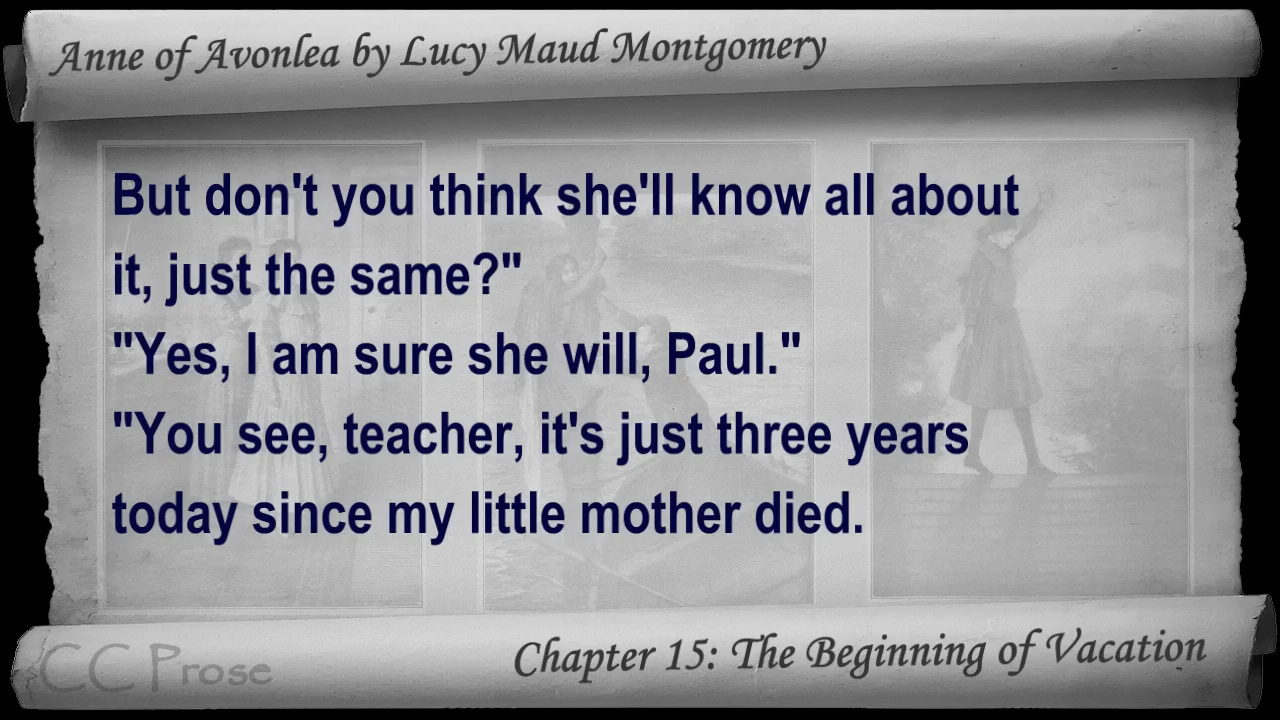 Anne of Avonlea by Lucy Maud Montgomery
But don't you think she'll know all about
it, just the same?"
"Yes, I am sure she will, Paul."
"You see, teacher, it's just three years
today since my little mother died.
CC Prose
Chapter 15: The Beginning of Vacation